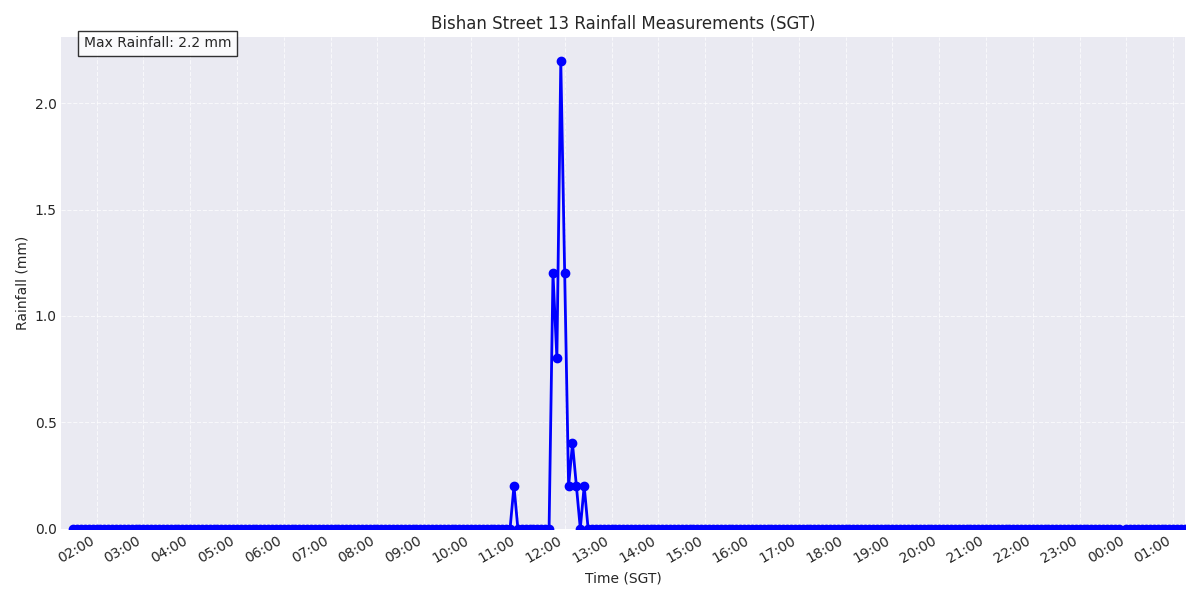 Bishan Street 13 Rainfall Measurements (SGT)
Max Rainfall: 2.2 mm
2.0
1.5
1.0
0.5
0.0
Rainfall (mm)
02:00 03:00 04:00 05:00 06:00 07:00 08:00 09:00 10:00 11:00 12:00 13:00 14:00 15:00 16:00 17:00 18:00 19:00 20:00 21:00 22:00 23:00 00:00 01:00
Time (SGT)